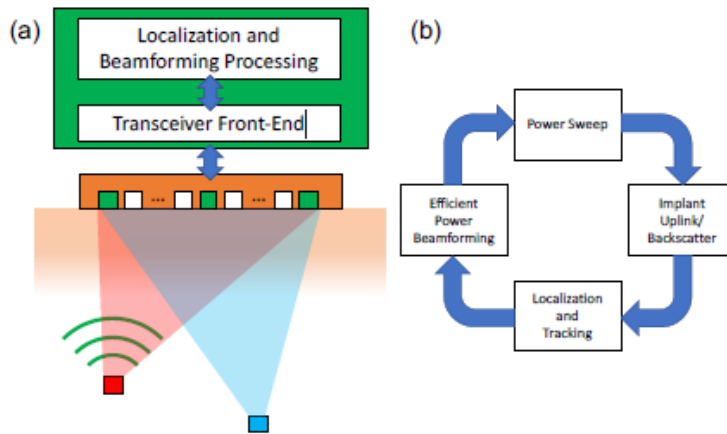 (a)
Localization and
Beamforming Processing
Transceiver Front-End
...
...
(b)
Power Sweep
Efficient
Power
Beamforming
Implant
Uplink/
Backscatter
Localization
and
Tracking